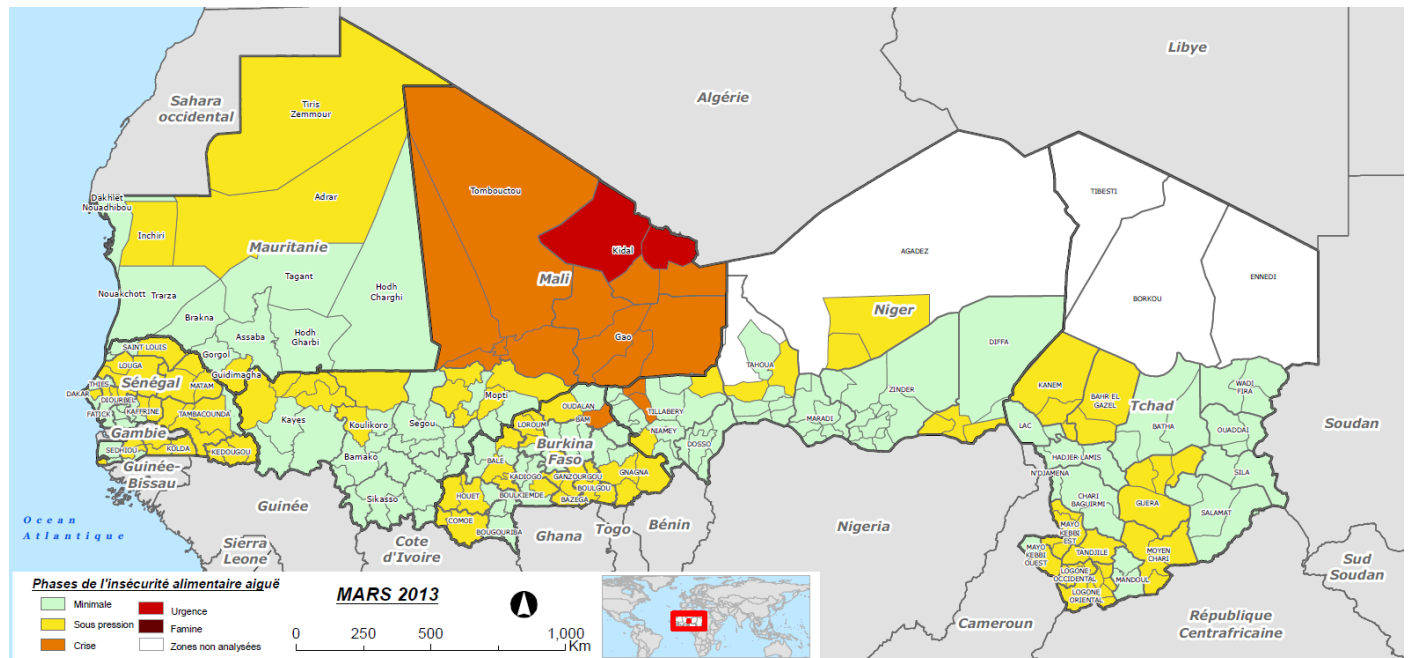 Libye
Algérie
Sahara
occidental
Tiris
Zemmour
Tombouctou
TIBESTI
Dakhlet
Nouadhibou
Adrar
Inchiri
Mauritanie
Kidal
AGADEZ
ENNEDI
Tagant
Mali
BORKOU
Nouakchott
Trarza
Hodh
Charghi
Niger
Brakna
Assaba
Hodh
Gharbi
Gao
DIFFA
Gorgol
SAINT-LOUIS
Guidimagha
TAHOUA
LOUGA
Sénégal
MATAM
THIES
DAKAR
DIOURBEL
Mopti
ZINDER
KANEM
BAHR EL
GAZEL
WADI
FIRA
Tchad
FATICK
KAFFRINE
TAMBACOUNDA
Kayes
Koulikoro
Ségou
OUDALAN
BAM
TILLABERY
MARADI
LOROUM
NIAMEY
LAC
BATHA
OUADDAI
Soudan
Gambie
SEDHIOU
KOLDA
KEDOUGOU
Bamako
Burkina
Faso
DOSSO
HADJER-LAMIS
N'DJAMENA
SILA
Guinée-
Bissau
BALE
KADIOGO
GANZOURGOU
GNAGNA
BOULGOU
BOULKIEMDE
BAZEGA
Sikasso
HOUET
CHARI
BAGUIRMI
GUERA
SALAMAT
Guinée
COMOE
BOUGOURIBA
Ghana
Togo
Bénin
Nigeria
MAYO
KEBBI
EST
MAYO
KEBBI
OUEST
TANDJILE
MOYEN
CHARI
LOGONE
OCCIDENTAL
MANDOUL
LOGONE
ORIENTAL
Ocean
Atlantique
Sierra
Leone
Cote
d'Ivoire
Sud
Soudan
Cameroun
République
Centrafricaine
Phases de l'insécurité alimentaire aiguë
Minimale
Sous pression
Crise
Urgence
Famine
Zones non analysées
MARS 2013
0 250 500 1,000
Km